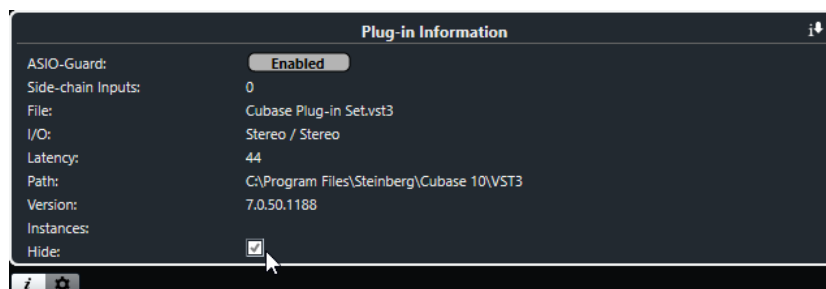 Plug-in Information
i
ASIO-Guard: Enabled
Side-chain Inputs: 0
File: Cubase Plug-in Set.vst3
I/O: Stereo / Stereo
Latency: 44
Path: C:\Program Files\Steinberg\Cubase 10\VST3
Version: 7.0.50.1188
Instances:
Hide:
i